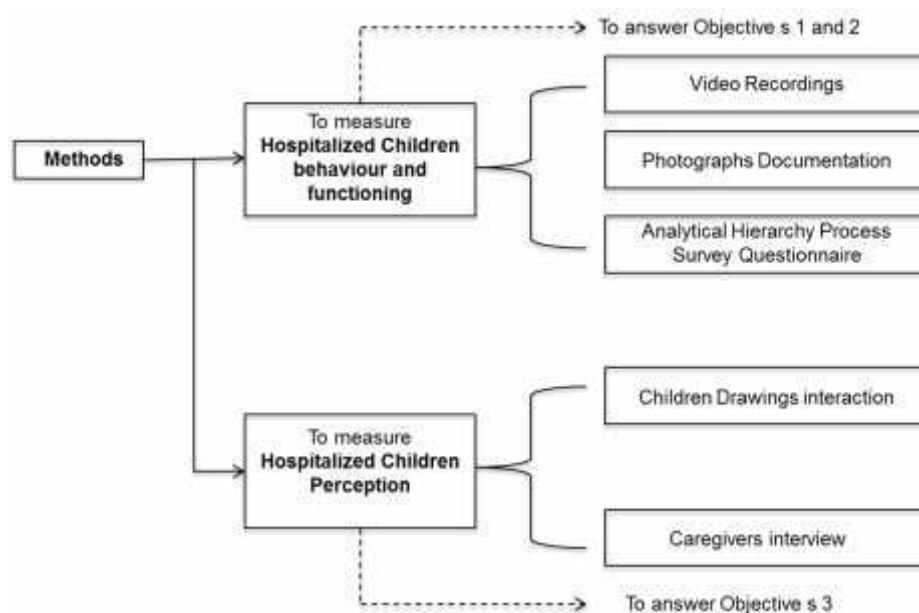 To answer Objective s 1 and 2
Video Recordings
To measure
Hospitalized Children
behaviour and
functioning
Methods
Photographs Documentation
Analytical Hierarchy Process
Survey Questionnaire
Children Drawings interaction
To measure
Hospitalized Children
Perception
Caregivers interview
To answer Objective s 3